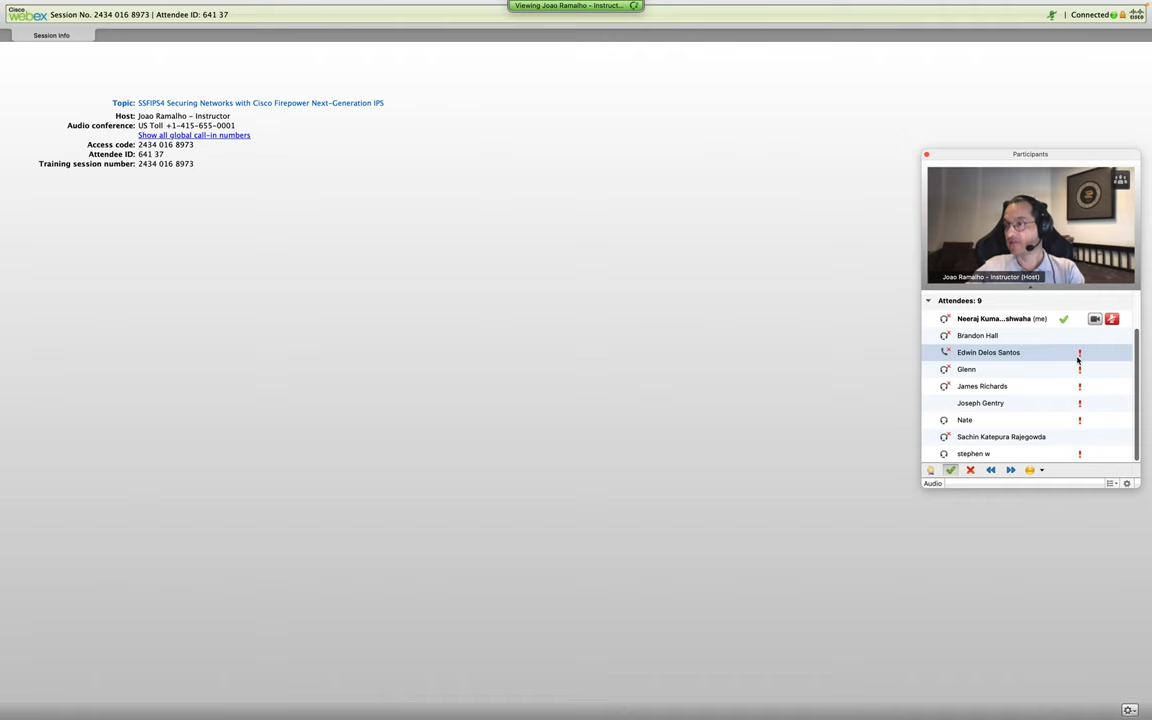 Viewing Joao Ramalho - Instruct...
Cisco
webex Session No. 2434 016 8973 | Attendee ID: 641 37
Connected
cisco
Session Info
Topic: SSFIPS4 Securing Networks with Cisco Firepower Next-Generation IPS
Host: Joao Ramalho - Instructor
Audio conference: US Toll +1-415-655-0001
Show all global call-in numbers
Access code: 2434 016 8973
Attendee ID: 641 37
Training session number: 2434 016 8973
Participants
Joao Ramalho - Instructor (Host)
Attendees: 9
Neeraj Kuma...shwaha (me)
Brandon Hall
Edwin Delos Santos
Glenn
James Richards
Joseph Gentry
Nate
Sachin Katepura Rajegowda
stephen w
Audio